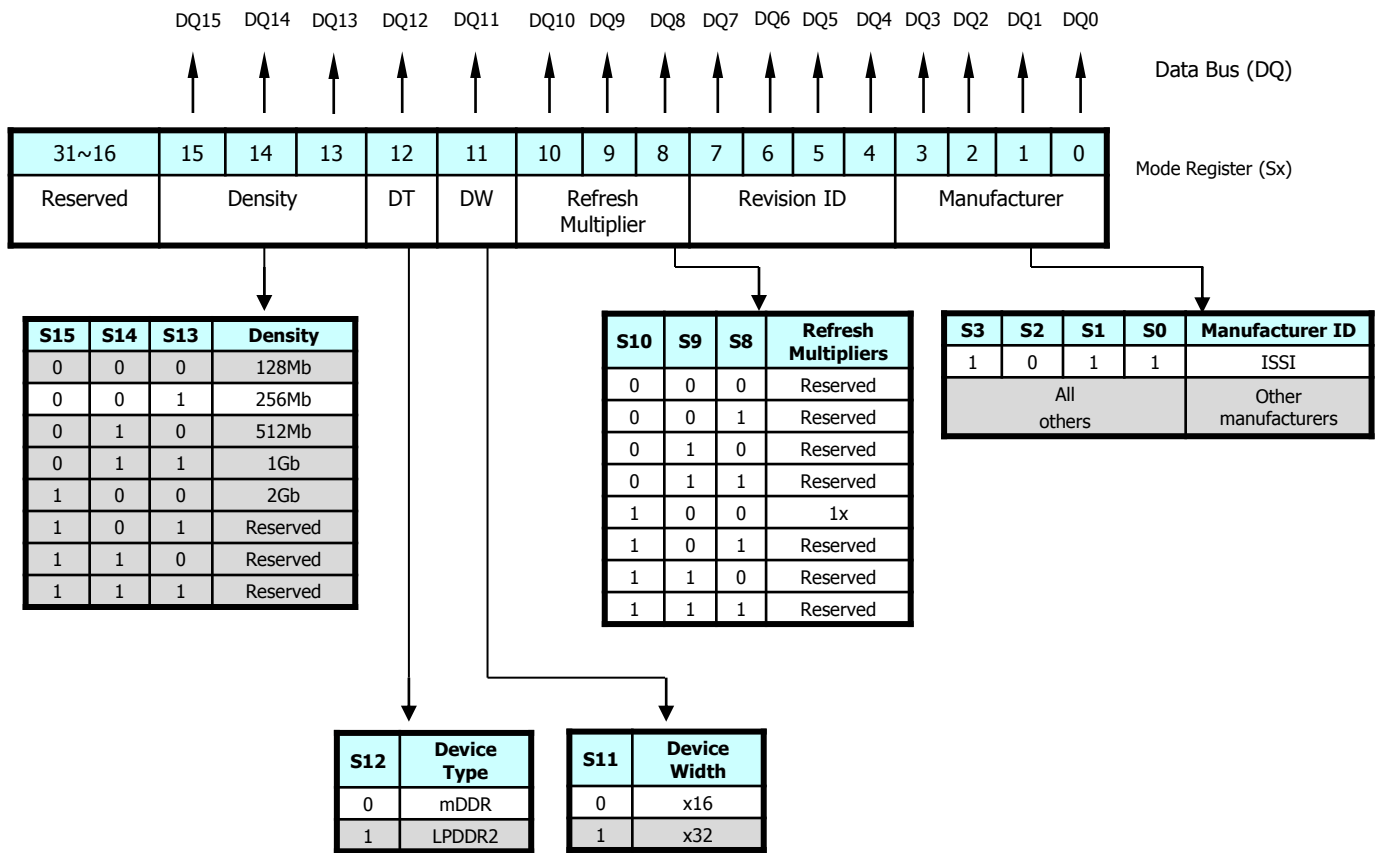 DQ15 DQ14 DQ13 DQ12 DQ11 DQ10 DQ9 DQ8 DQ7 DQ6 DQ5 DQ4 DQ3 DQ2 DQ1 DQ0
Data Bus (DQ)
31~16 15 14 13 12 11 10 9 8 7 6 5 4 3 2 1 0
Mode Register (Sx)
Reserved Density DT DW Refresh Revision ID Manufacturer
Multiplier
S15 S14 S13 Density
0 0 0 128Mb
0 0 1 256Mb
0 1 0 512Mb
0 1 1 1Gb
1 0 0 2Gb
1 0 1 Reserved
1 1 0 Reserved
1 1 1 Reserved
S10 S9 S8 Refresh
Multipliers
0 0 0 Reserved
0 0 1 Reserved
0 1 0 Reserved
0 1 1 Reserved
1 0 0 1x
1 0 1 Reserved
1 1 0 Reserved
1 1 1 Reserved
S3 S2 S1 S0 Manufacturer ID
1 0 1 1 ISSI
All Other
others manufacturers
S12 Device
Type
0 mDDR
1 LPDDR2
S11 Device
Width
0 x16
1 x32